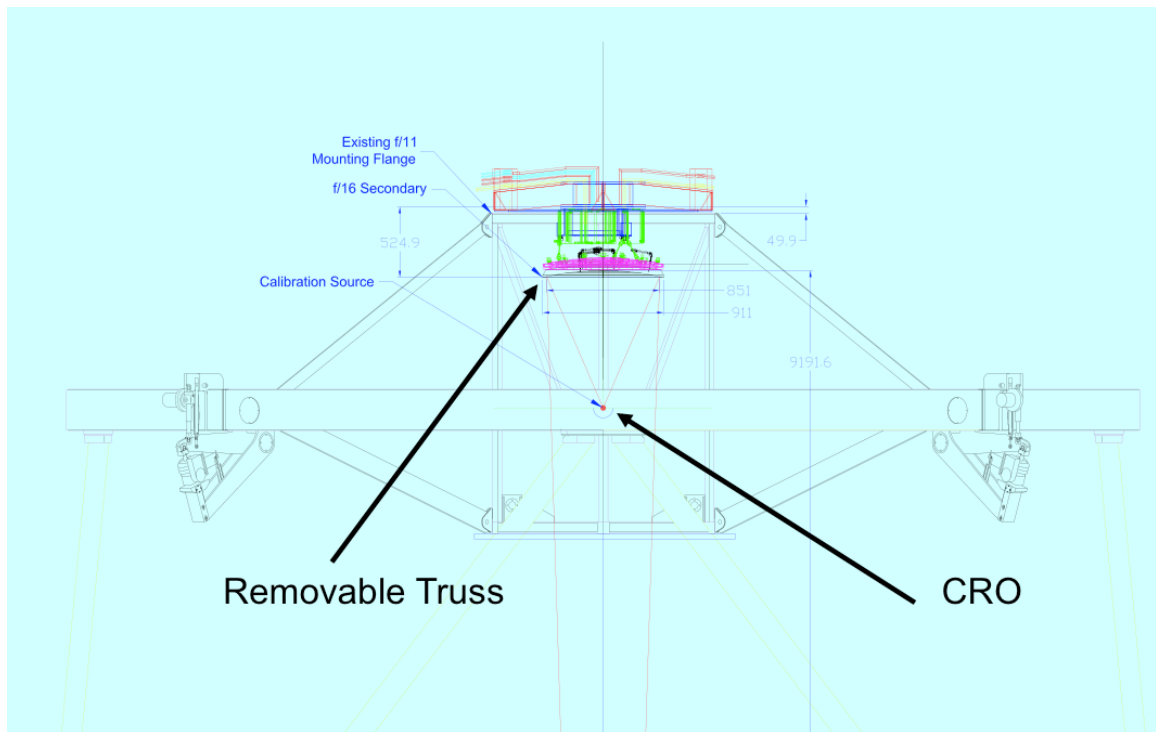 Existing f/11
Mounting Flange
f/16 Secondary
524.9
49.9
Calibration Source
851
911
9191.6
Removable Truss
CRO